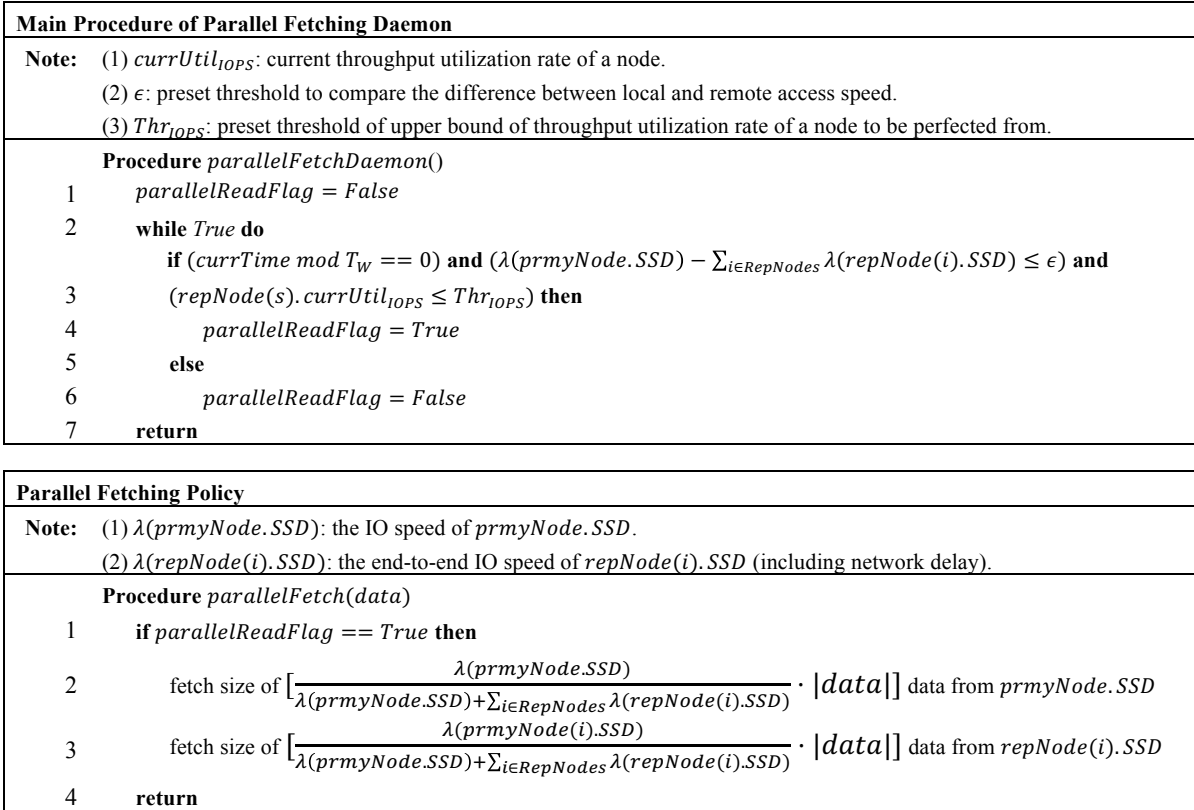 Main Procedure of Parallel Fetching Daemon
Note: (1) currUtil_IOPS: current throughput utilization rate of a node.
(2) ϵ: preset threshold to compare the difference between local and remote access speed.
(3) Thr_IOPS: preset threshold of upper bound of throughput utilization rate of a node to be perfected from.
Procedure parallelFetchDaemon()
1 parallelReadFlag = False
2 while True do
if (currTime mod T_W == 0) and (λ(prmyNode.SSD) − ∑_{i∈RepNodes} λ(repNode(i).SSD) ≤ ϵ) and
3 (repNode(s).currUtil_IOPS ≤ Thr_IOPS) then
4 parallelReadFlag = True
5 else
6 parallelReadFlag = False
7 return
Parallel Fetching Policy
Note: (1) λ(prmyNode.SSD): the IO speed of prmyNode.SSD.
(2) λ(repNode(i).SSD): the end-to-end IO speed of repNode(i).SSD (including network delay).
Procedure parallelFetch(data)
1 if parallelReadFlag == True then
2 fetch size of [λ(prmyNode.SSD) / λ(prmyNode.SSD)+∑_{i∈RepNodes} λ(repNode(i).SSD) · |data|] data from prmyNode.SSD
3 fetch size of [λ(prmyNode(i).SSD) / λ(prmyNode.SSD)+∑_{i∈RepNodes} λ(repNode(i).SSD) · |data|] data from repNode(i).SSD
4 return